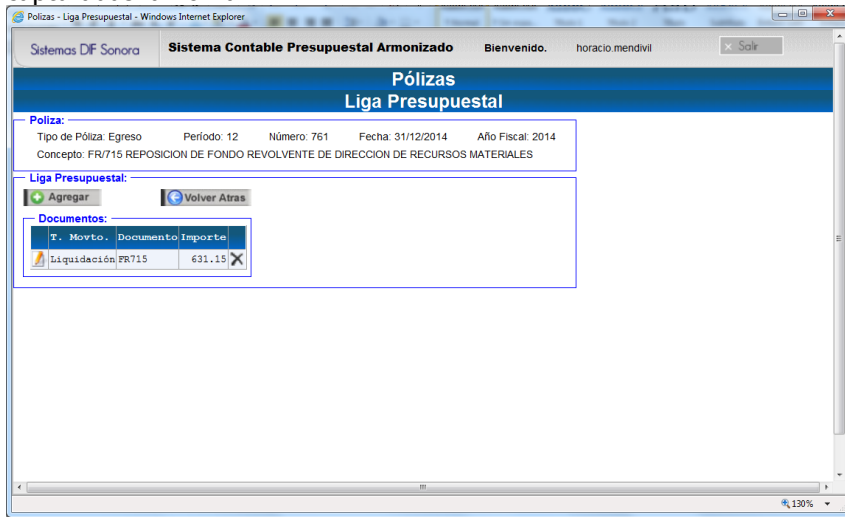 Polizas - Liga Presupuestal - Windows Internet Explorer
Sistemas DIF Sonora Sistema Contable Presupuestal Armonizado Bienvenido. horacio.mendivil × Salir
Pólizas
Liga Presupuestal
Poliza:
Tipo de Póliza: Egreso Período: 12 Número: 761 Fecha: 31/12/2014 Año Fiscal: 2014
Concepto: FR/715 REPOSICION DE FONDO REVOLVENTE DE DIRECCION DE RECURSOS MATERIALES
Liga Presupuestal:
Agregar Volver Atras
Documentos:
T. Movto. Documento Importe
Liquidación FR715 631.15
130%